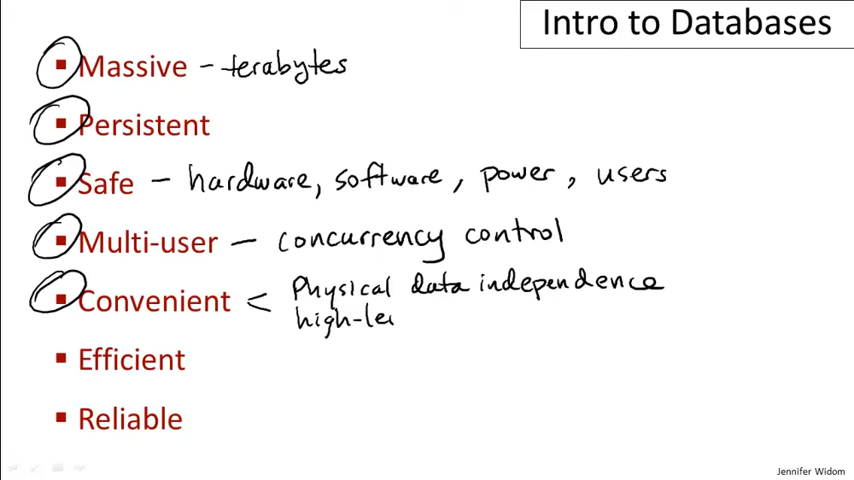 Intro to Databases
Massive - terabytes
Persistent
Safe - hardware, software, power, users
Multi-user - concurrency control
Convenient < Physical data independence
high-le
Efficient
Reliable
Jennifer Widom